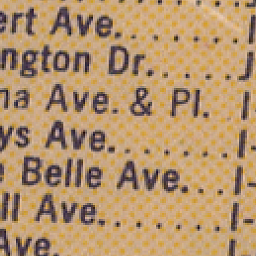 ert Ave.......I
ngton Dr......J
na Ave. & Pl. .I-
ys Ave........I-
e Belle Ave...I-
ll Ave........I-
Ave.